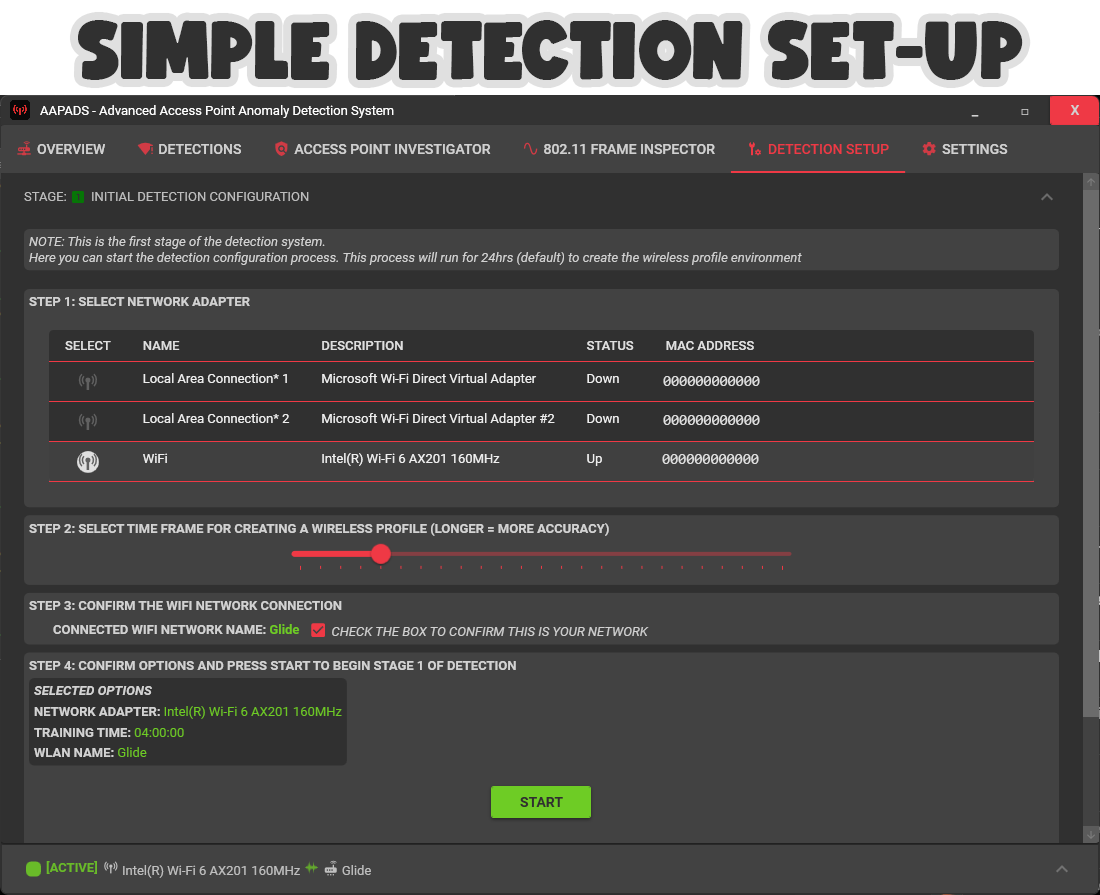 SIMPLE DETECTION SET-UP
AAPADS - Advanced Access Point Anomaly Detection System
X
OVERVIEW DETECTIONS ACCESS POINT INVESTIGATOR 802.11 FRAME INSPECTOR DETECTION SETUP SETTINGS
STAGE: 1 INITIAL DETECTION CONFIGURATION
NOTE: This is the first stage of the detection system.
Here you can start the detection configuration process. This process will run for 24hrs (default) to create the wireless profile environment
STEP 1: SELECT NETWORK ADAPTER
SELECT NAME DESCRIPTION STATUS MAC ADDRESS
Local Area Connection* 1 Microsoft Wi-Fi Direct Virtual Adapter Down 000000000000
Local Area Connection* 2 Microsoft Wi-Fi Direct Virtual Adapter #2 Down 000000000000
WiFi Intel(R) Wi-Fi 6 AX201 160MHz Up 000000000000
STEP 2: SELECT TIME FRAME FOR CREATING A WIRELESS PROFILE (LONGER = MORE ACCURACY)
STEP 3: CONFIRM THE WIFI NETWORK CONNECTION
CONNECTED WIFI NETWORK NAME: Glide CHECK THE BOX TO CONFIRM THIS IS YOUR NETWORK
STEP 4: CONFIRM OPTIONS AND PRESS START TO BEGIN STAGE 1 OF DETECTION
SELECTED OPTIONS
NETWORK ADAPTER: Intel(R) Wi-Fi 6 AX201 160MHz
TRAINING TIME: 04:00:00
WLAN NAME: Glide
START
[ACTIVE] Intel(R) Wi-Fi 6 AX201 160MHz Glide